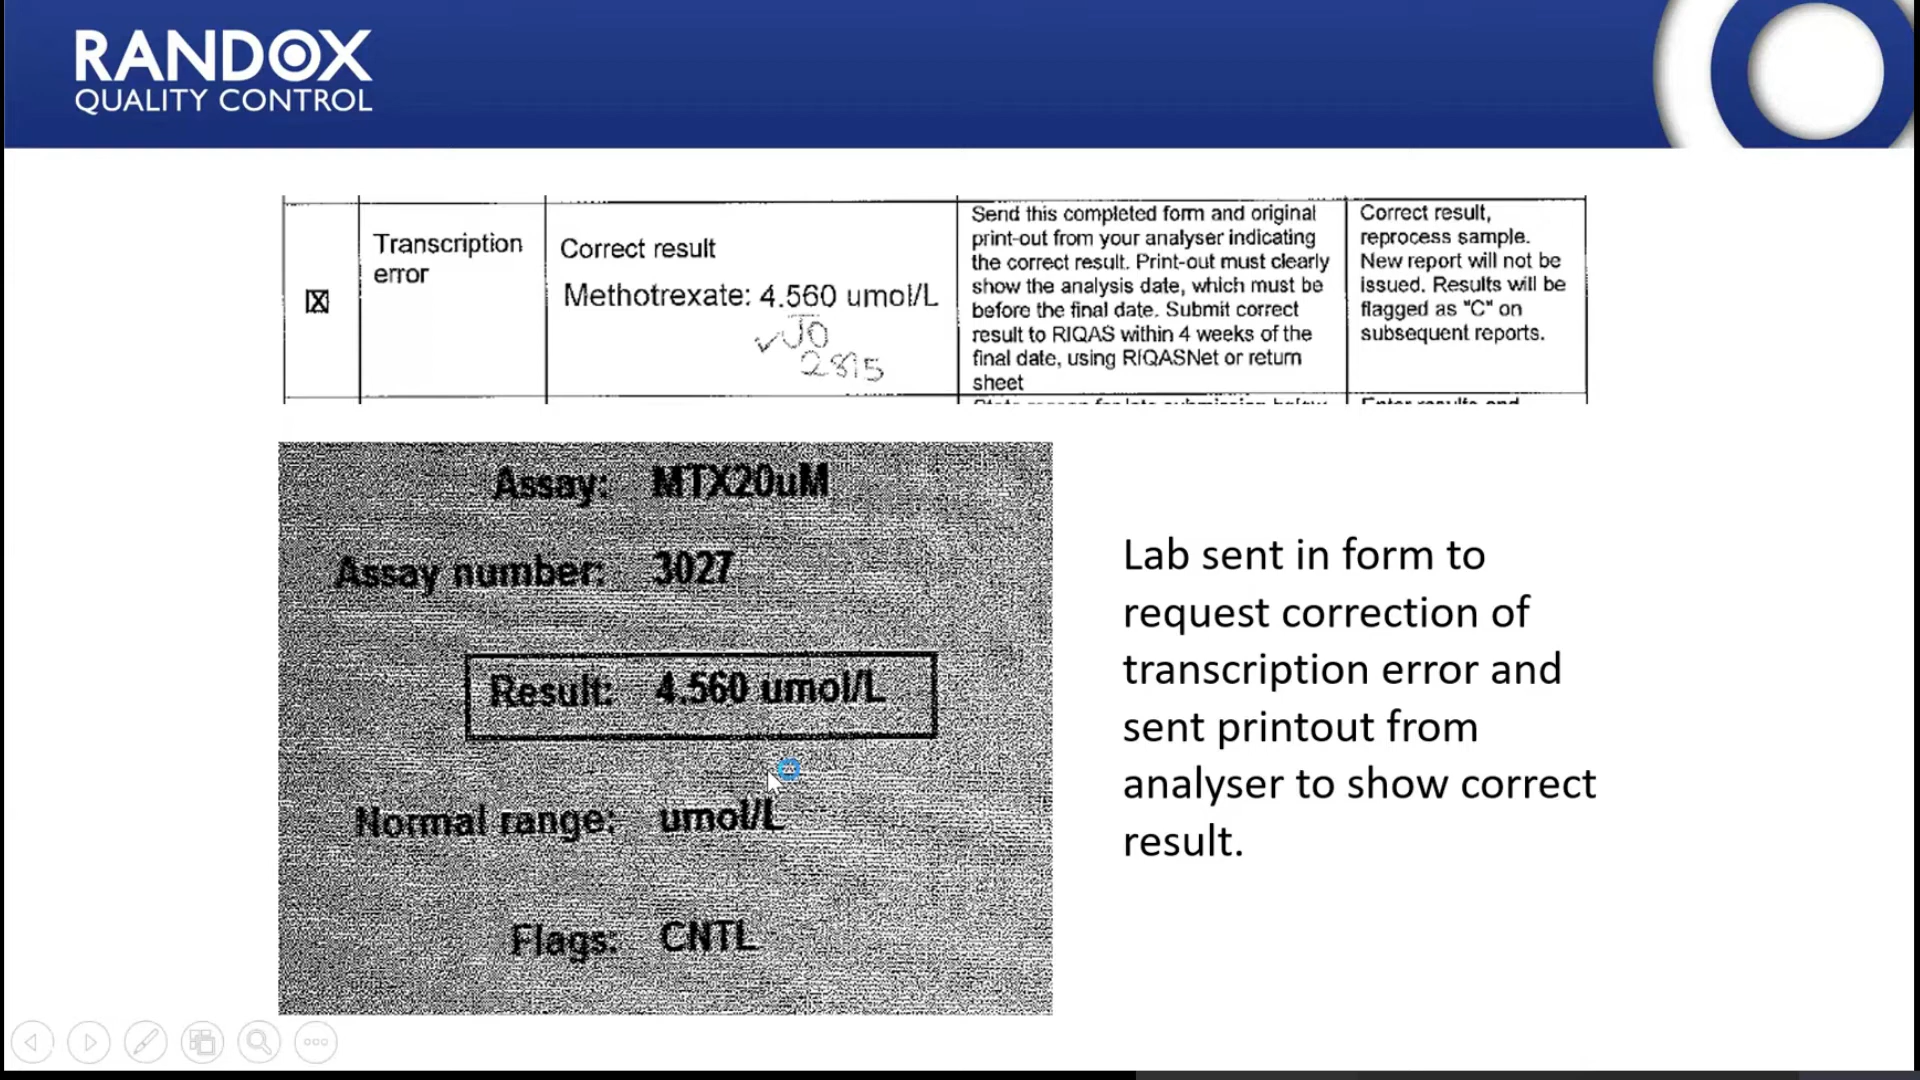 RANDOX
QUALITY CONTROL
Transcription
error
Correct result
Methotrexate: 4.560 umol/L
Send this completed form and original
print-out from your analyser indicating
the correct result. Print-out must clearly
show the analysis date, which must be
before the final date. Submit correct
result to RIQAS within 4 weeks of the
final date, using RIQASNet or return
sheet
Correct result,
reprocess sample.
New report will not be
issued. Results will be
flagged as "C" on
subsequent reports.
Assay: MTX20uM
Assay number: 3027
Result: 4.560 umol/L
Normal range: umol/L
Flags: CNTL
Lab sent in form to
request correction of
transcription error and
sent printout from
analyser to show correct
result.